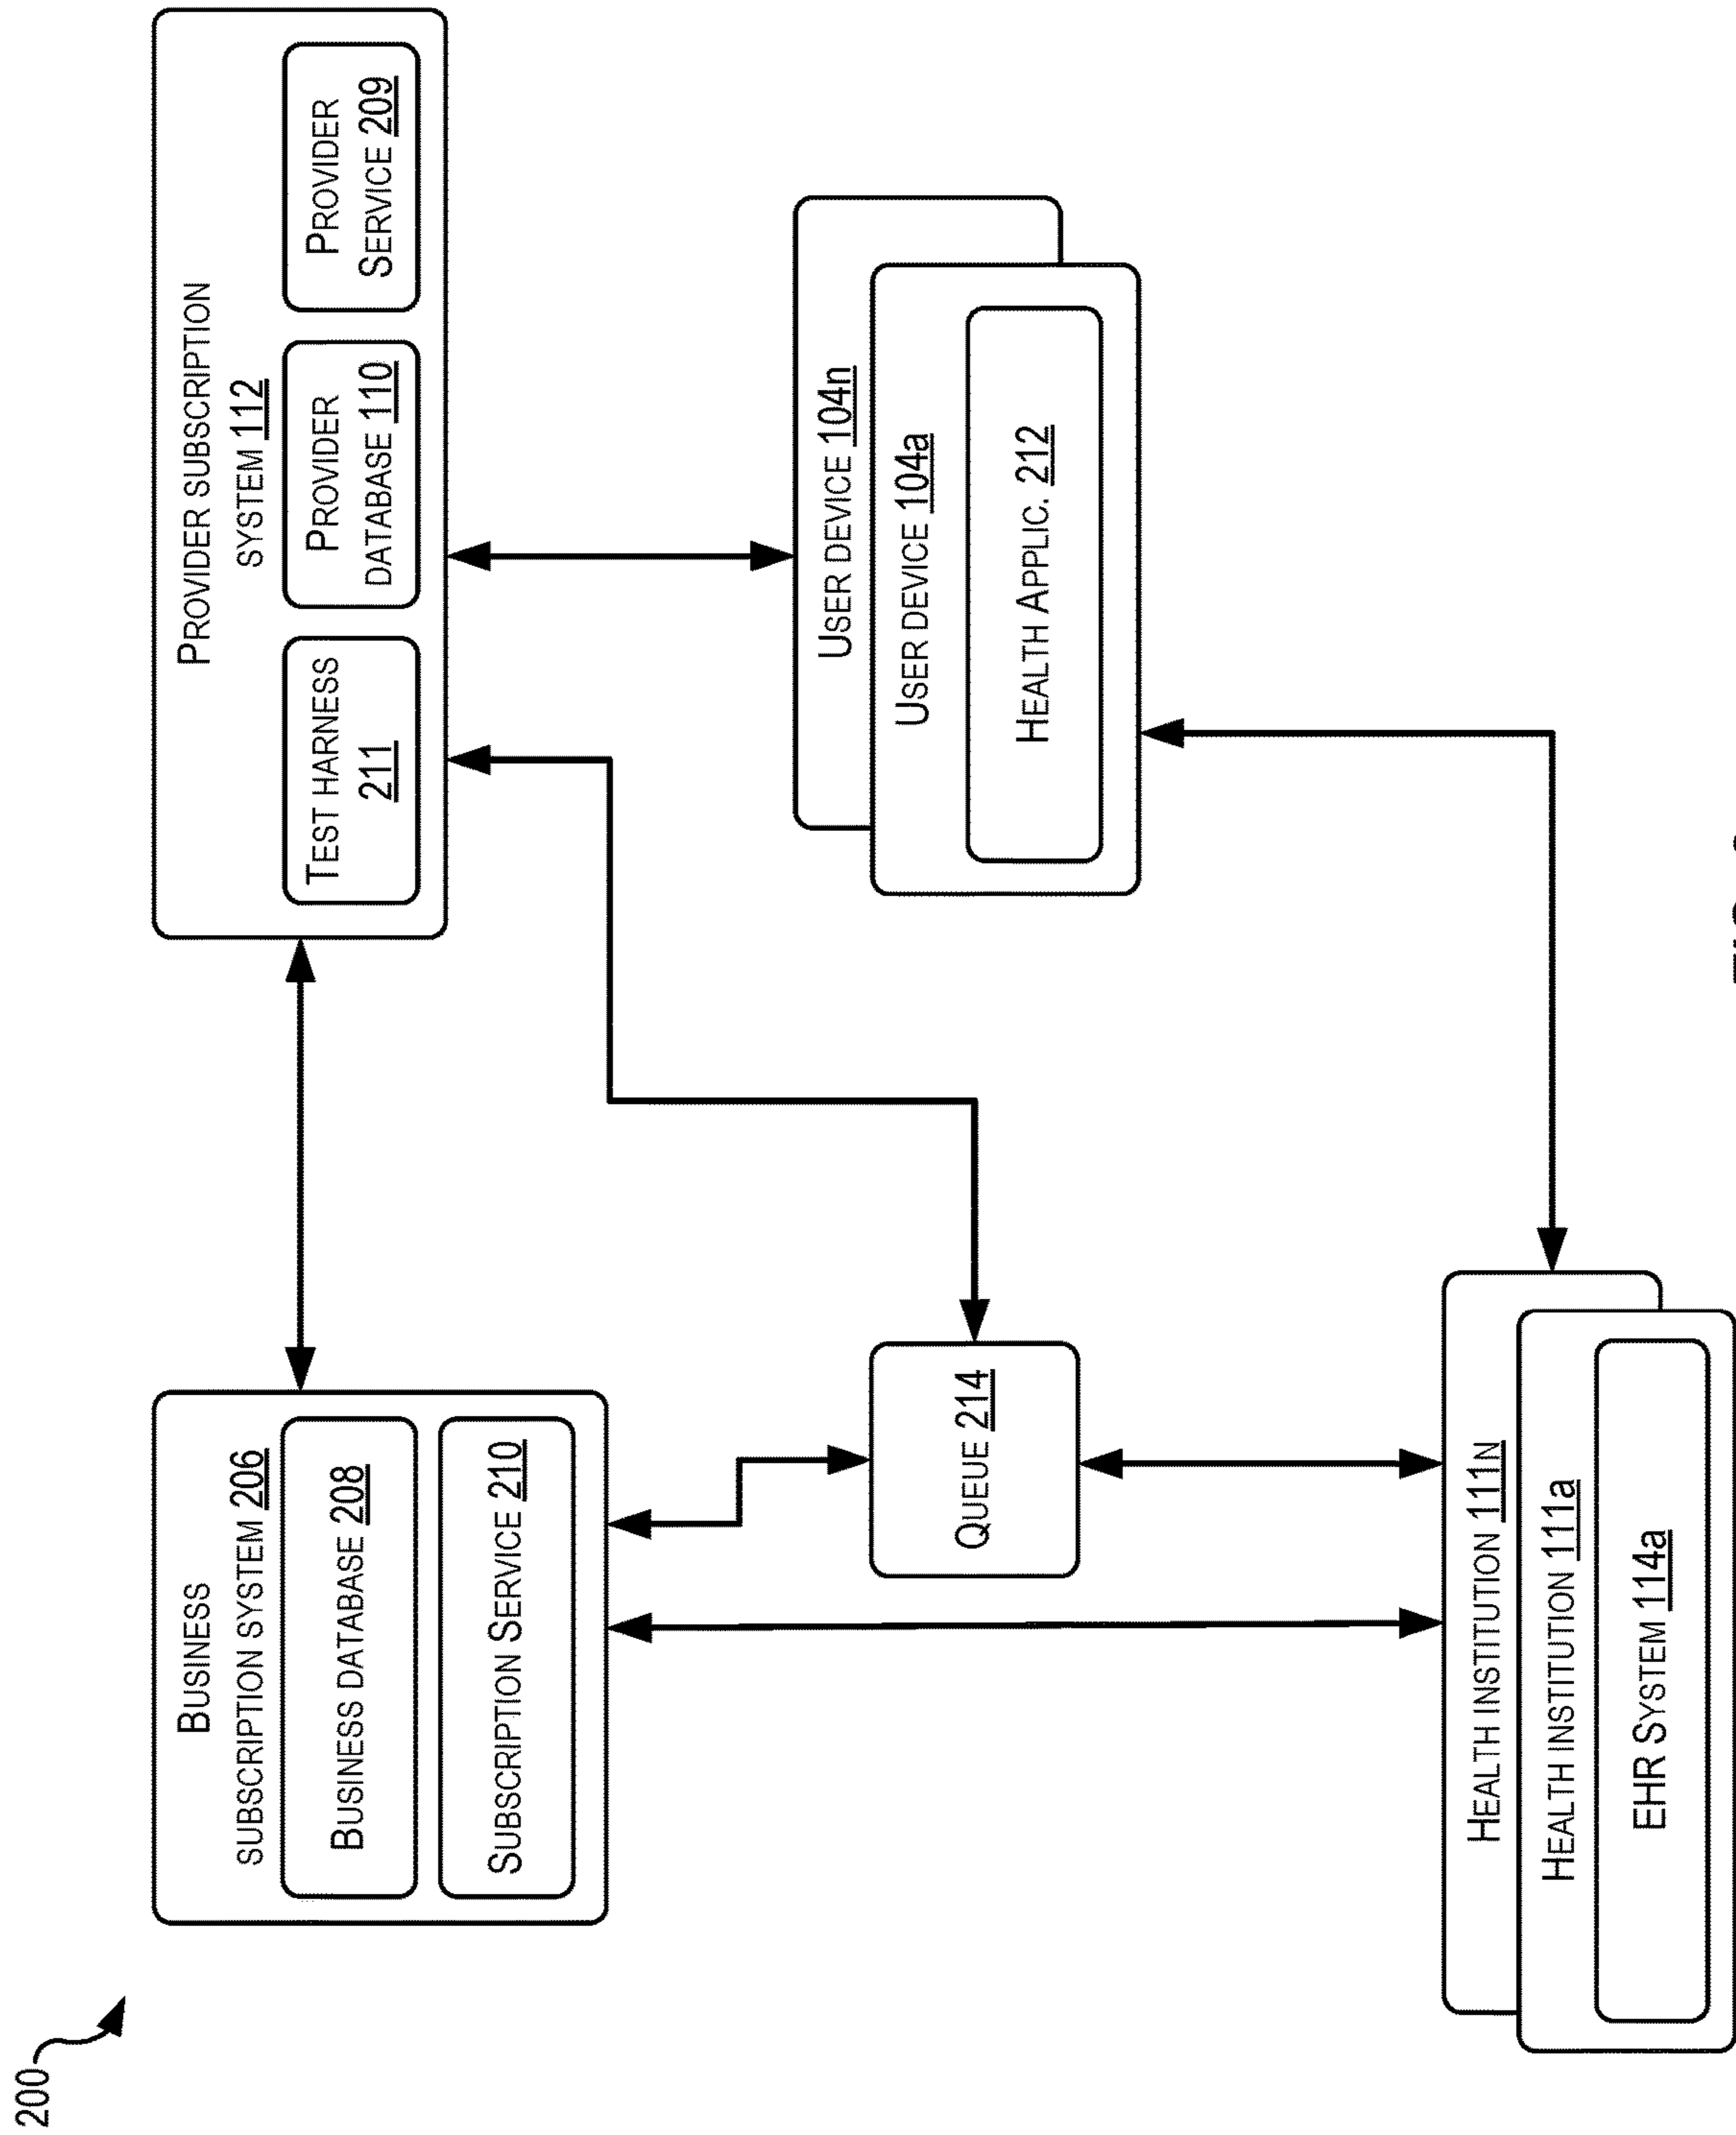 200
BUSINESS
SUBSCRIPTION SYSTEM 206
BUSINESS DATABASE 208
SUBSCRIPTION SERVICE 210
PROVIDER SUBSCRIPTION
SYSTEM 112
TEST HARNESS
211
PROVIDER
DATABASE 110
PROVIDER
SERVICE 209
QUEUE 214
USER DEVICE 104n
USER DEVICE 104a
HEALTH APPLIC. 212
HEALTH INSTITUTION 111N
HEALTH INSTITUTION 111a
EHR SYSTEM 114a